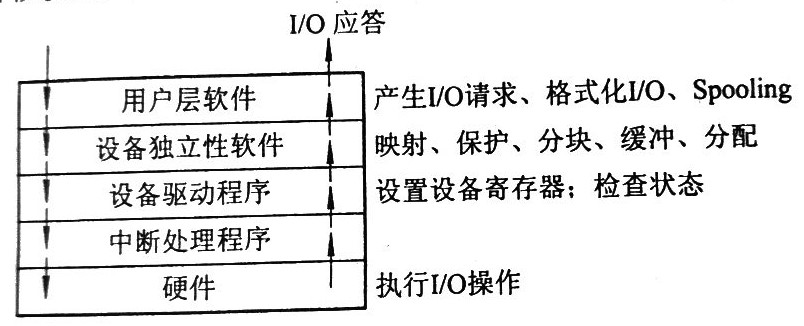 I/O 应答
用户层软件 产生I/O请求、格式化I/O、Spooling
设备独立性软件 映射、保护、分块、缓冲、分配
设备驱动程序 设置设备寄存器；检查状态
中断处理程序
硬件 执行I/O操作